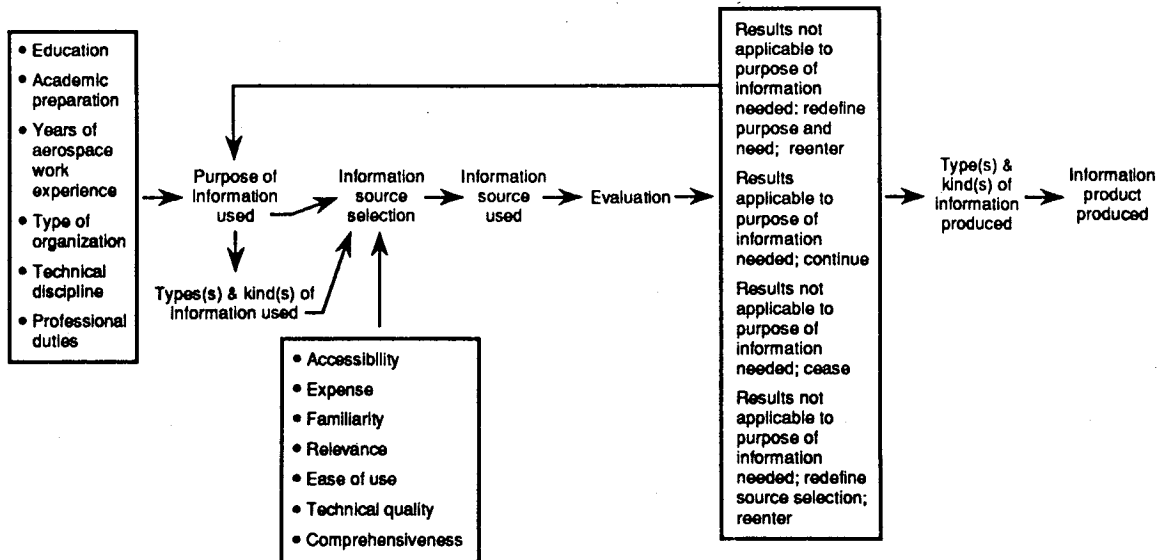 • Education
• Academic
preparation
• Years of
aerospace
work
experience
• Type of
organization
• Technical
discipline
• Professional
duties
Purpose of
Information
used
Types(s) & kind(s) of
Information used
Information
source
selection
• Accessibility
• Expense
• Familiarity
• Relevance
• Ease of use
• Technical quality
• Comprehensiveness
Information
source
used
Evaluation
Results not
applicable to
purpose of
information
needed: redefine
purpose and
need; reenter
Results
applicable to
purpose of
information
needed; continue
Results not
applicable to
purpose of
information
needed; cease
Results not
applicable to
purpose of
information
needed; redefine
source selection;
reenter
Type(s) &
kind(s) of
information
produced
Information
product
produced